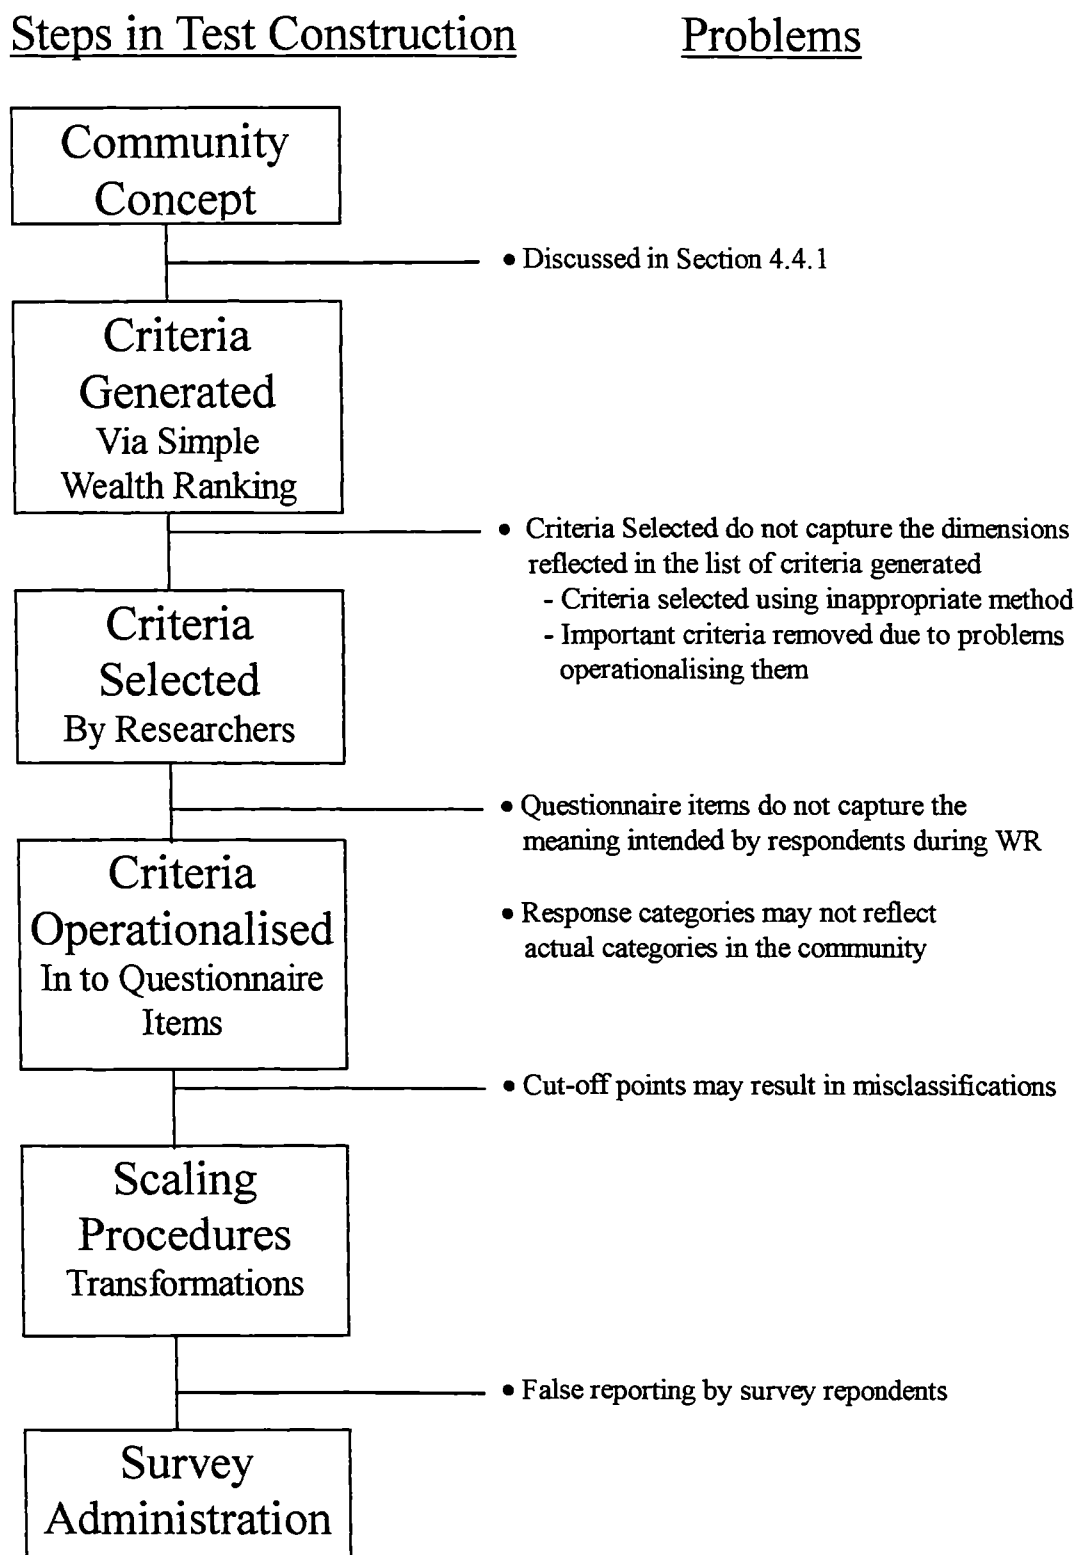 Steps in Test Construction
Problems
Community
Concept
• Discussed in Section 4.4.1
Criteria
Generated
Via Simple
Wealth Ranking
• Criteria Selected do not capture the dimensions
reflected in the list of criteria generated
- Criteria selected using inappropriate method
- Important criteria removed due to problems
operationalising them
Criteria
Selected
By Researchers
• Questionnaire items do not capture the
meaning intended by respondents during WR
• Response categories may not reflect
actual categories in the community
Criteria
Operationalised
In to Questionnaire
Items
• Cut-off points may result in misclassifications
Scaling
Procedures
Transformations
• False reporting by survey repondents
Survey
Administration